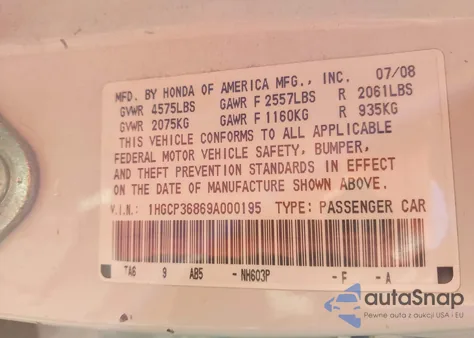 MFD. BY HONDA OF AMERICA MFG., INC. 07/08
GVWR 4575LBS GAWR F 2557LBS R 2061LBS
GVWR 2075KG GAWR F 1160KG R 935KG
THIS VEHICLE CONFORMS TO ALL APPLICABLE
FEDERAL MOTOR VEHICLE SAFETY, BUMPER,
AND THEFT PREVENTION STANDARDS IN EFFECT
ON THE DATE OF MANUFACTURE SHOWN ABOVE.
V.I.N.: 1HGCP36869A000195 TYPE: PASSENGER CAR
TA6 9 AB5 -NH603P -F -A
autoSnap
Pewne auta z aukcji USA i EU